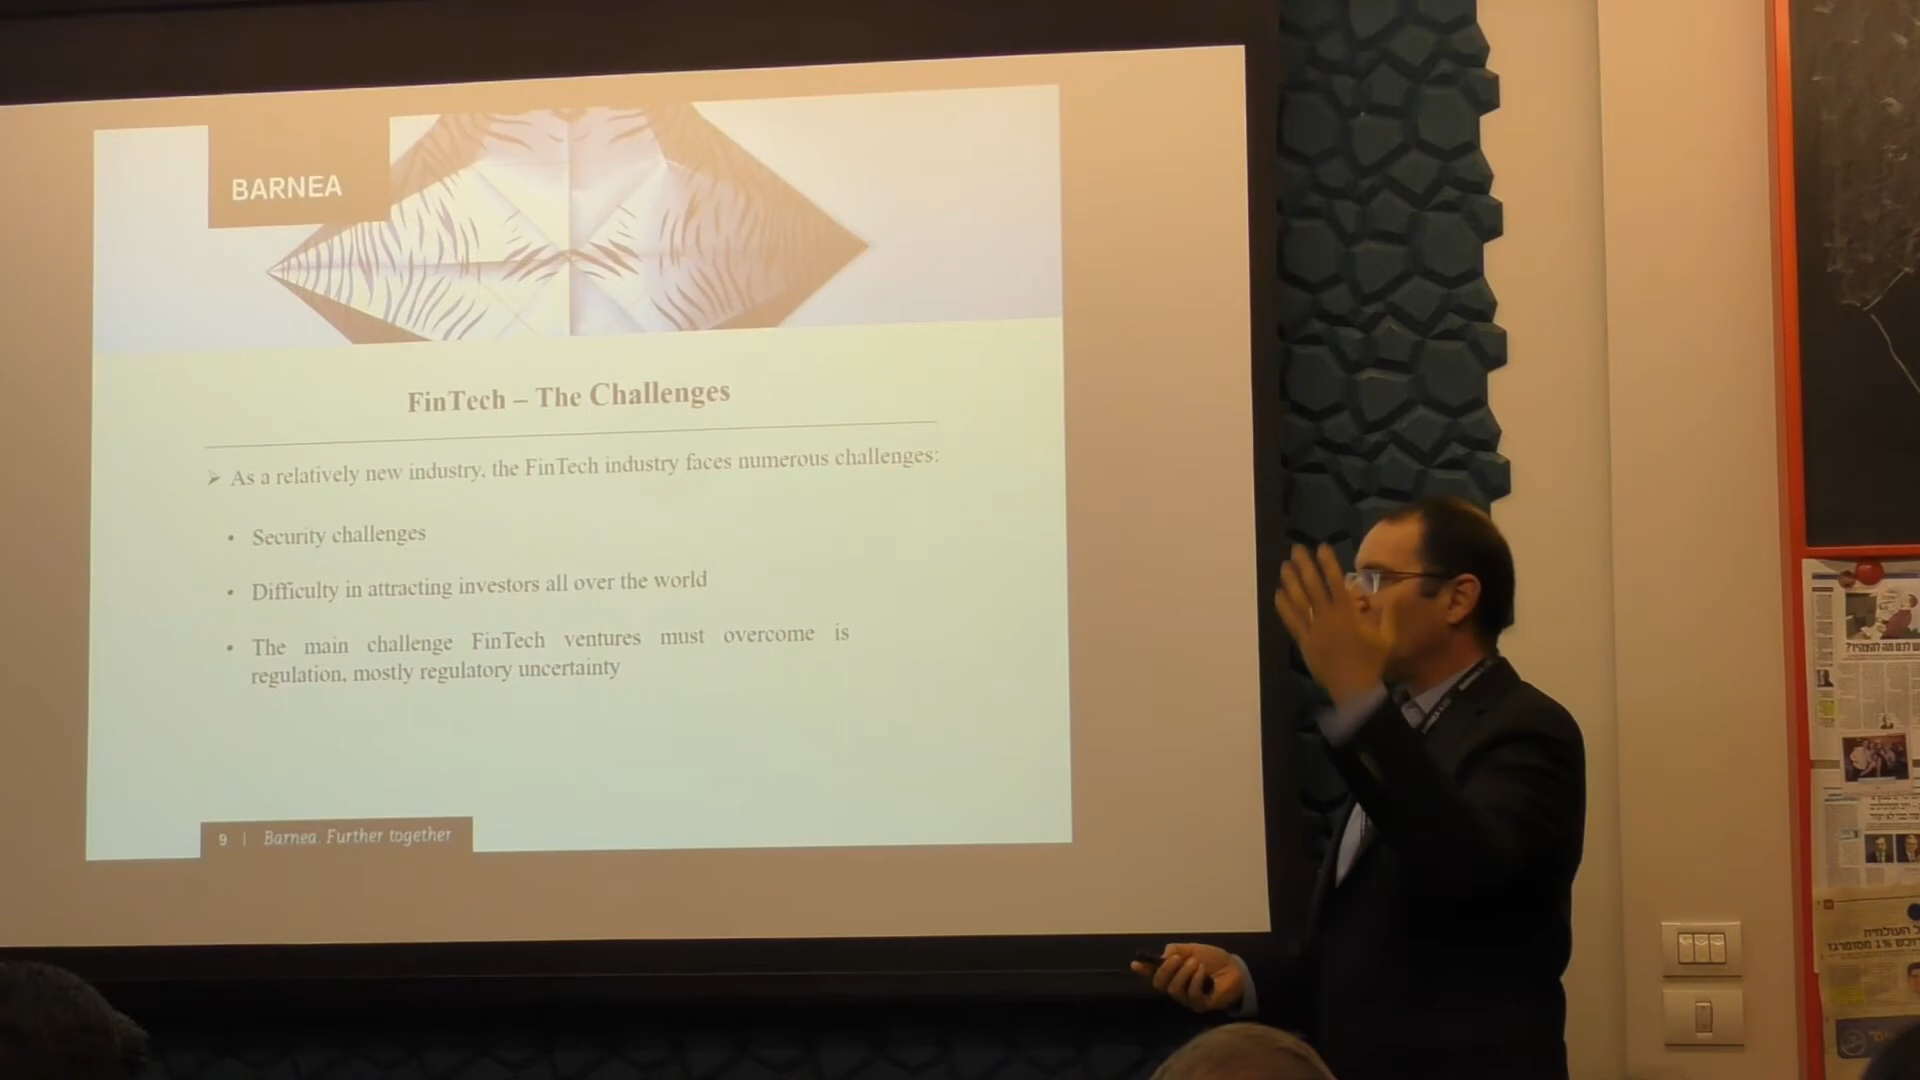 BARNEA
FinTech – The Challenges
➢ As a relatively new industry, the FinTech industry faces numerous challenges:
• Security challenges
• Difficulty in attracting investors all over the world
• The main challenge FinTech ventures must overcome is
regulation, mostly regulatory uncertainty
9 | Barnea. Further together